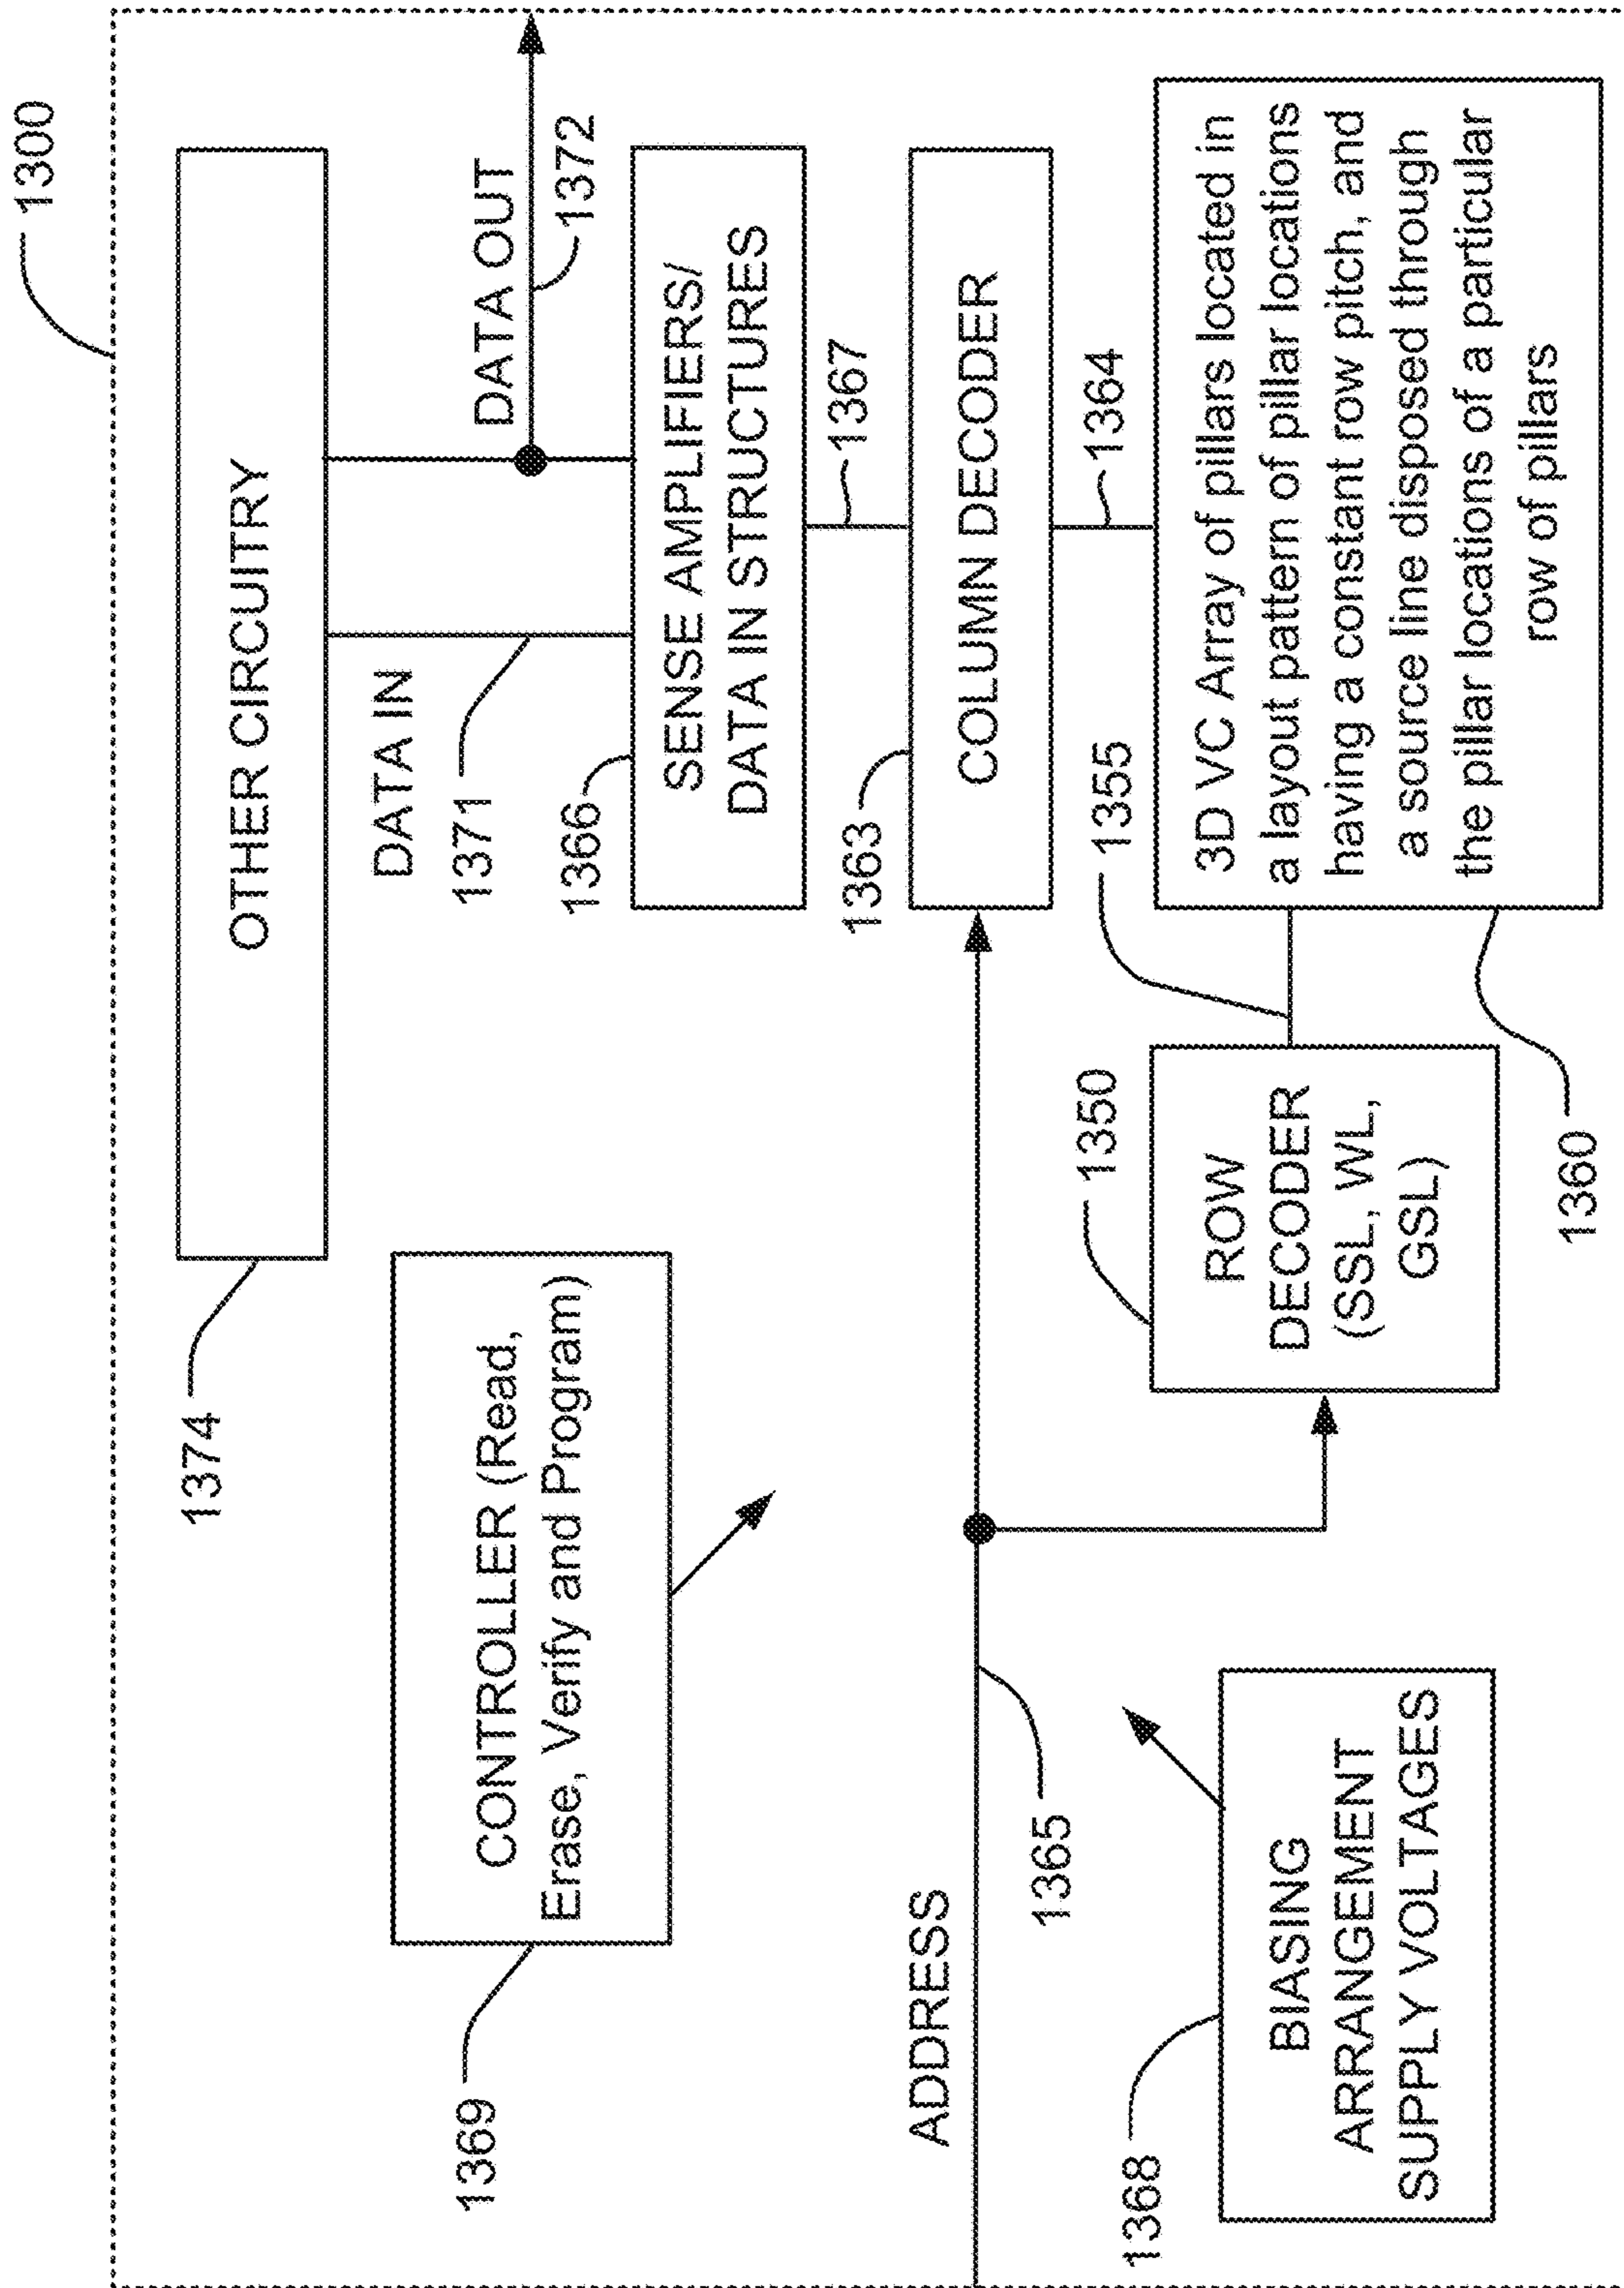 1300
OTHER CIRCUITRY
1374
CONTROLLER (Read,
Erase, Verify and Program)
1369
DATA IN
1371
DATA OUT
1372
1366
SENSE AMPLIFIERS/
DATA IN STRUCTURES
1367
1363
COLUMN DECODER
1364
ADDRESS
1365
1355
1350
ROW
DECODER
(SSL, WL,
GSL)
3D VC Array of pillars located in
a layout pattern of pillar locations
having a constant row pitch, and
a source line disposed through
the pillar locations of a particular
row of pillars
1360
1368
BIASING
ARRANGEMENT
SUPPLY VOLTAGES